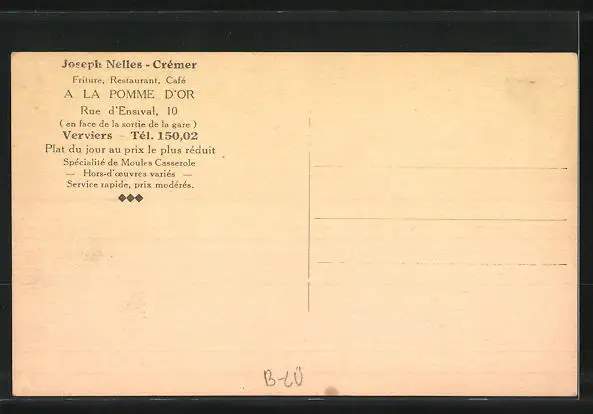 Joseph Nelles - Crémer
Friture, Restaurant, Café
A LA POMME D'OR
Rue d'Ensival, 10
( en face de la sortie de la gare )
Verviers — Tél. 150,02
Plat du jour au prix le plus réduit
Spécialité de Moules Casserole
— Hors-d'œuvres variés —
Service rapide, prix modérés.
B-LÜ